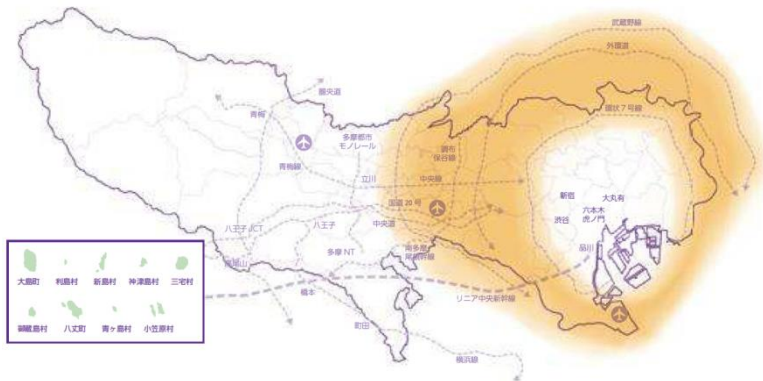 武蔵野線
外環道
環状7号線
圏央道
青梅
多摩都市
モノレール
調布
保谷線
青梅線
立川
中央線
新宿
大丸有
国道20号
六本木
虎ノ門
渋谷
八王子JCT
八王子
中央道
品川
南多摩
尾根幹線
多摩NT
高尾山
橋本
リニア中央新幹線
町田
横浜線
大島町
利島村
新島村
神津島村
三宅村
御蔵島村
八丈町
青ヶ島村
小笠原村